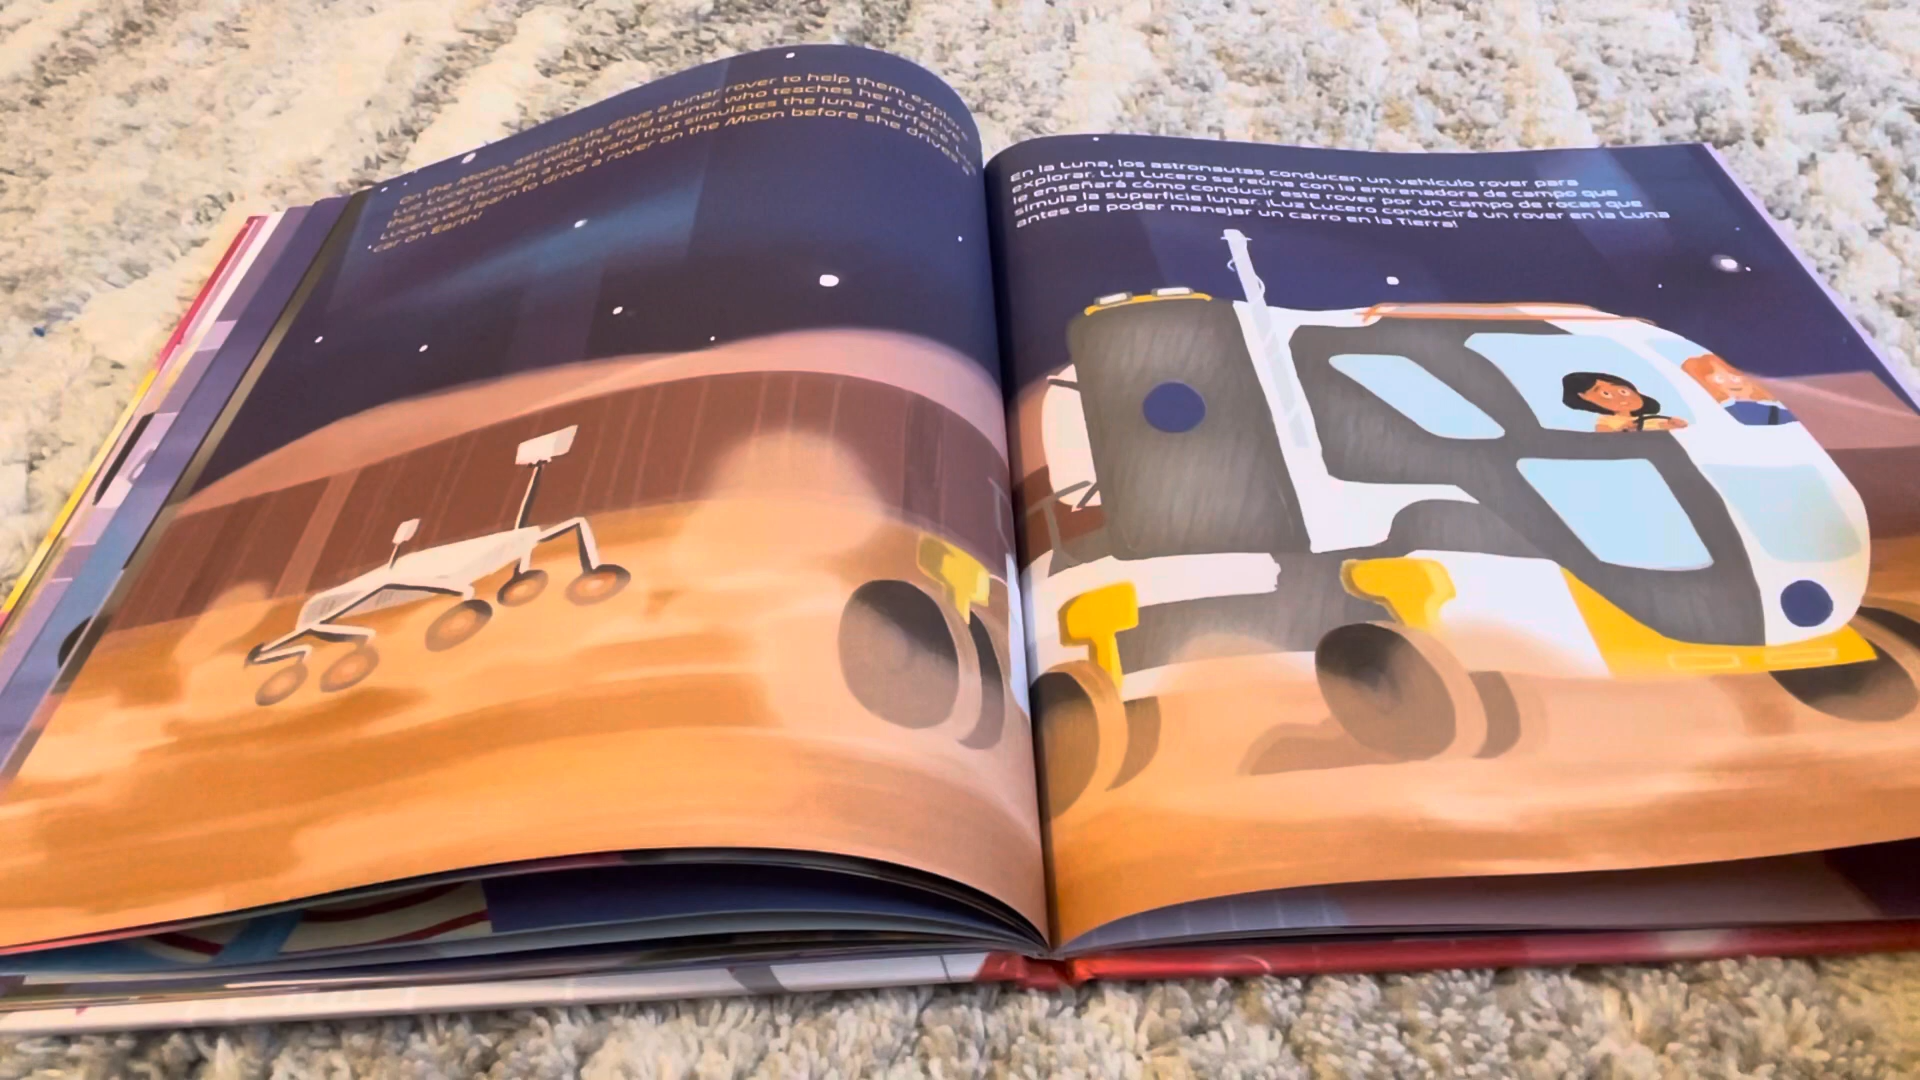 On the Moon, astronauts drive a lunar rover to help them explore.
Luz Lucero meets with the field trainer who teaches her to drive
this rover through a rock yard that simulates the lunar surface.
Lucero will learn to drive a rover on the Moon before she drives
car on Earth!
En la Luna, los astronautas conducen un vehículo rover para
explorar. Luz Lucero se reúne con la entrenadora de campo que
le enseñará cómo conducir este rover por un campo de rocas que
simula la superficie lunar. ¡Luz Lucero conducirá un rover en la Luna
antes de poder manejar un carro en la Tierra!